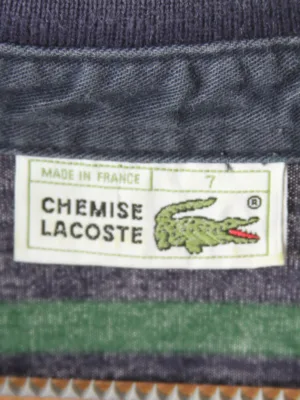 MADE IN FRANCE 7
CHEMISE
LACOSTE ®